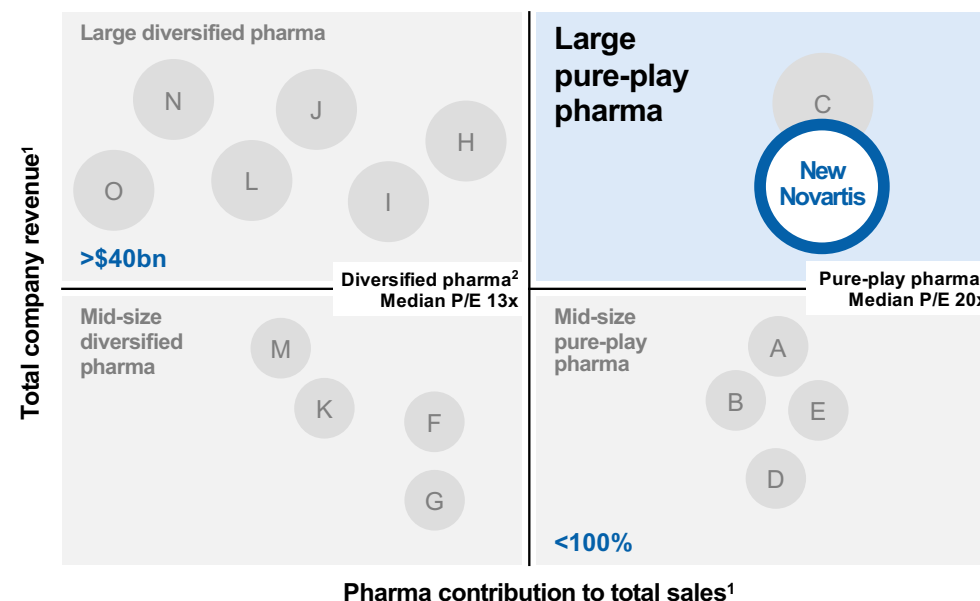 Large diversified pharma
N
J
H
O
L
I
>$40bn
Large
pure-play
pharma
C
New
Novartis
Diversified pharma²
Median P/E 13x
Pure-play pharma
Median P/E 20x
Mid-size
diversified
pharma
M
K
F
G
Mid-size
pure-play
pharma
A
B
E
D
<100%
Total company revenue¹
Pharma contribution to total sales¹